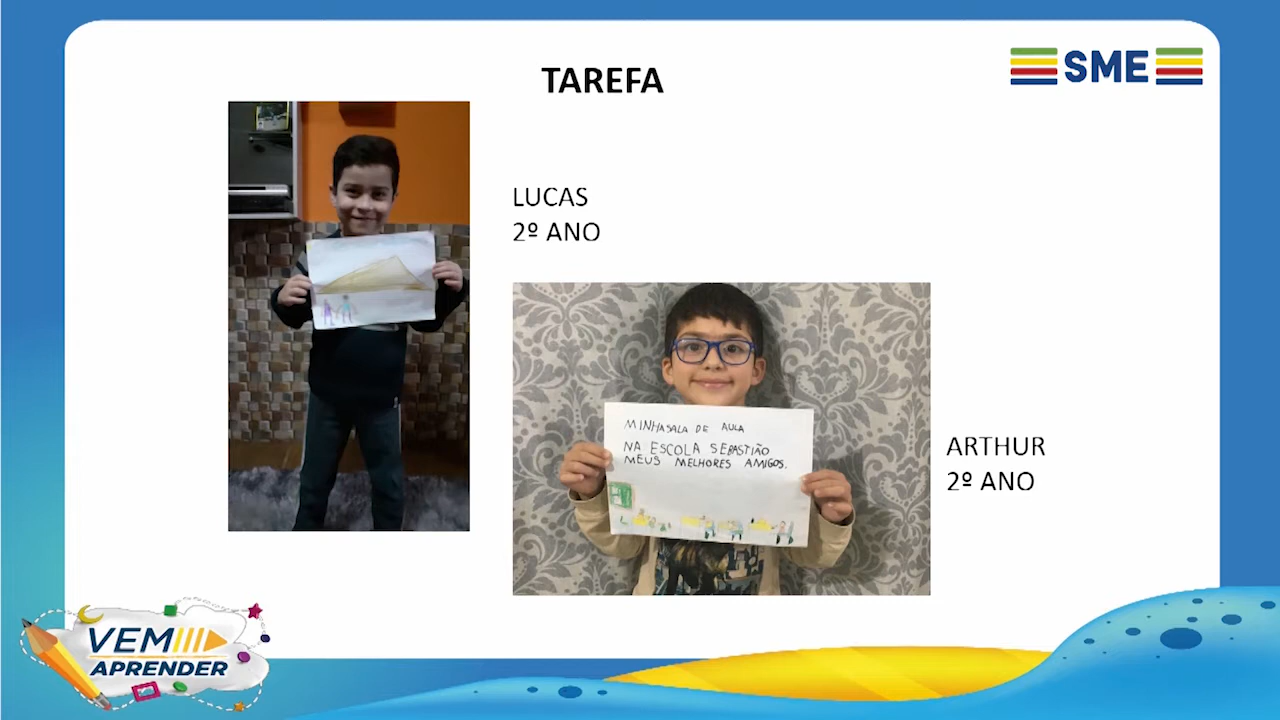 TAREFA
SME
LUCAS
2º ANO
MINHA SALA DE AULA
NA ESCOLA SEBASTIÃO
MEUS MELHORES AMIGOS.
ARTHUR
2º ANO
VEM
APRENDER